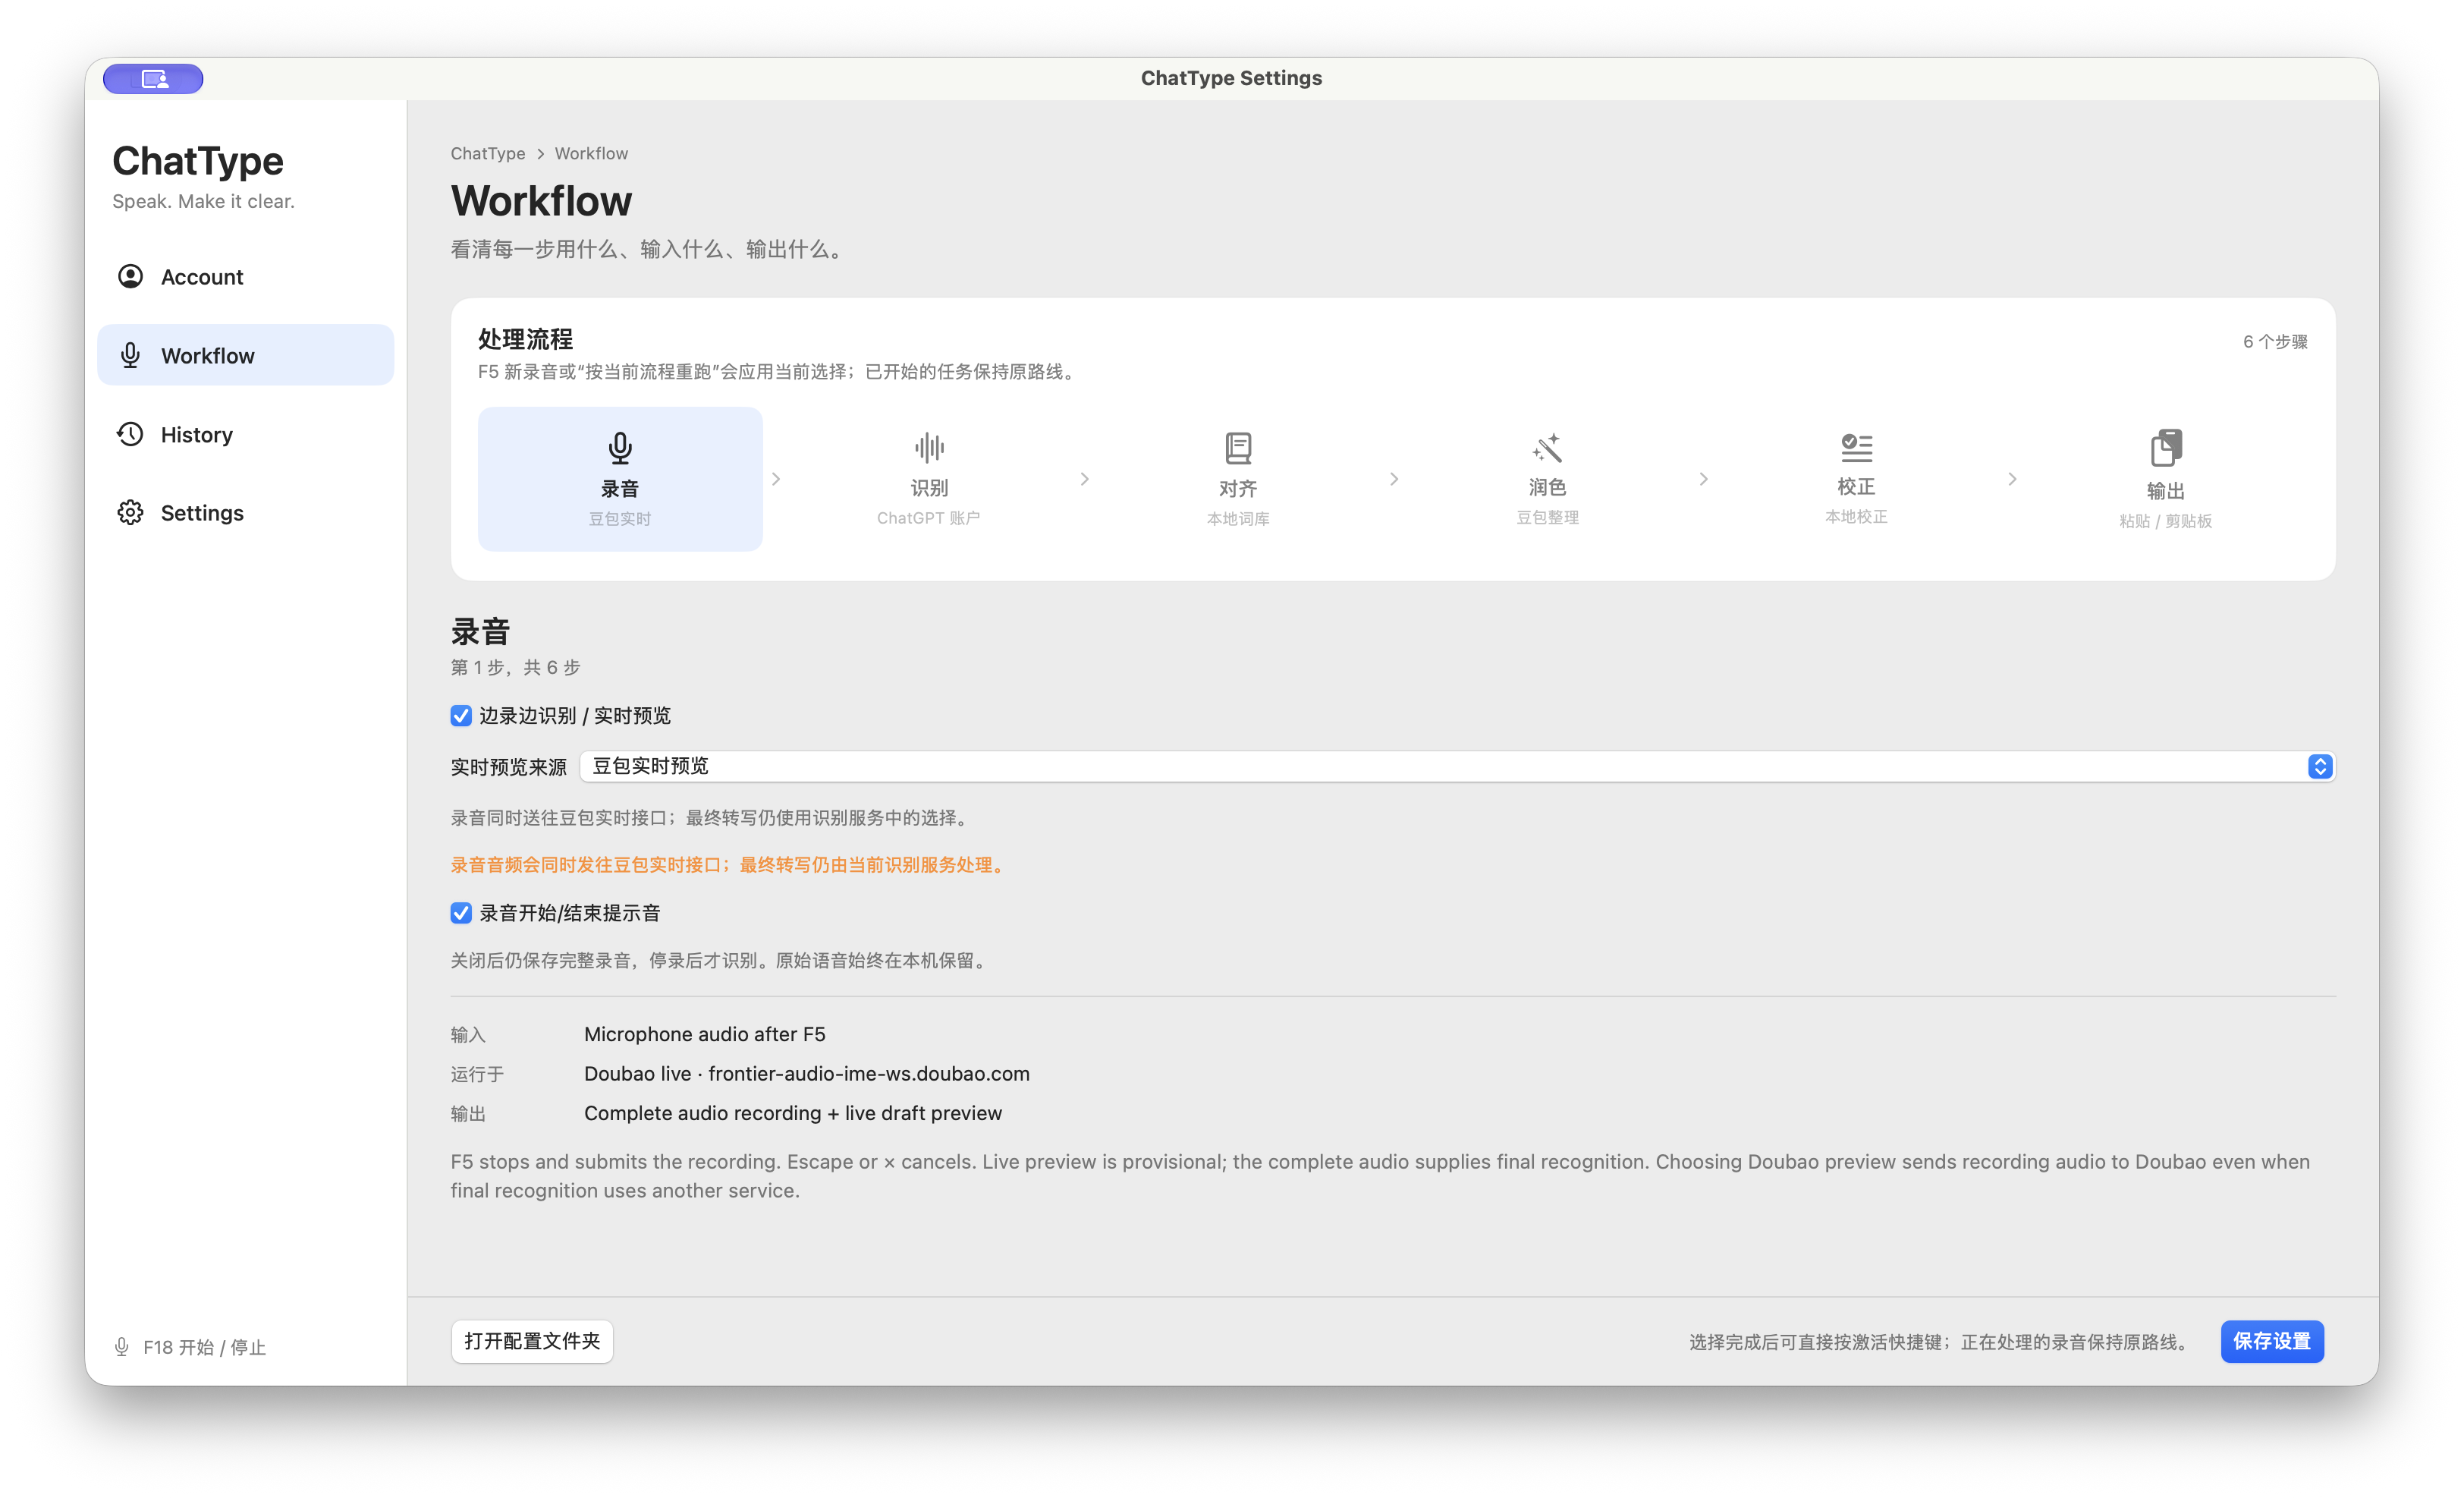 ChatType Settings
ChatType
Speak. Make it clear.
Account
Workflow
History
Settings
F18 开始 / 停止
ChatType > Workflow
Workflow
看清每一步用什么、输入什么、输出什么。
处理流程
6 个步骤
F5 新录音或“按当前流程重跑”会应用当前选择；已开始的任务保持原路线。
录音
豆包实时
识别
ChatGPT 账户
对齐
本地词库
润色
豆包整理
校正
本地校正
输出
粘贴 / 剪贴板
录音
第 1 步，共 6 步
边录边识别 / 实时预览
实时预览来源 豆包实时预览
录音同时送往豆包实时接口；最终转写仍使用识别服务中的选择。
录音音频会同时发往豆包实时接口；最终转写仍由当前识别服务处理。
录音开始/结束提示音
关闭后仍保存完整录音，停录后才识别。原始语音始终在本机保留。
输入 Microphone audio after F5
运行于 Doubao live · frontier-audio-ime-ws.doubao.com
输出 Complete audio recording + live draft preview
F5 stops and submits the recording. Escape or × cancels. Live preview is provisional; the complete audio supplies final recognition. Choosing Doubao preview sends recording audio to Doubao even when
final recognition uses another service.
打开配置文件夹
选择完成后可直接按激活快捷键；正在处理的录音保持原路线。
保存设置